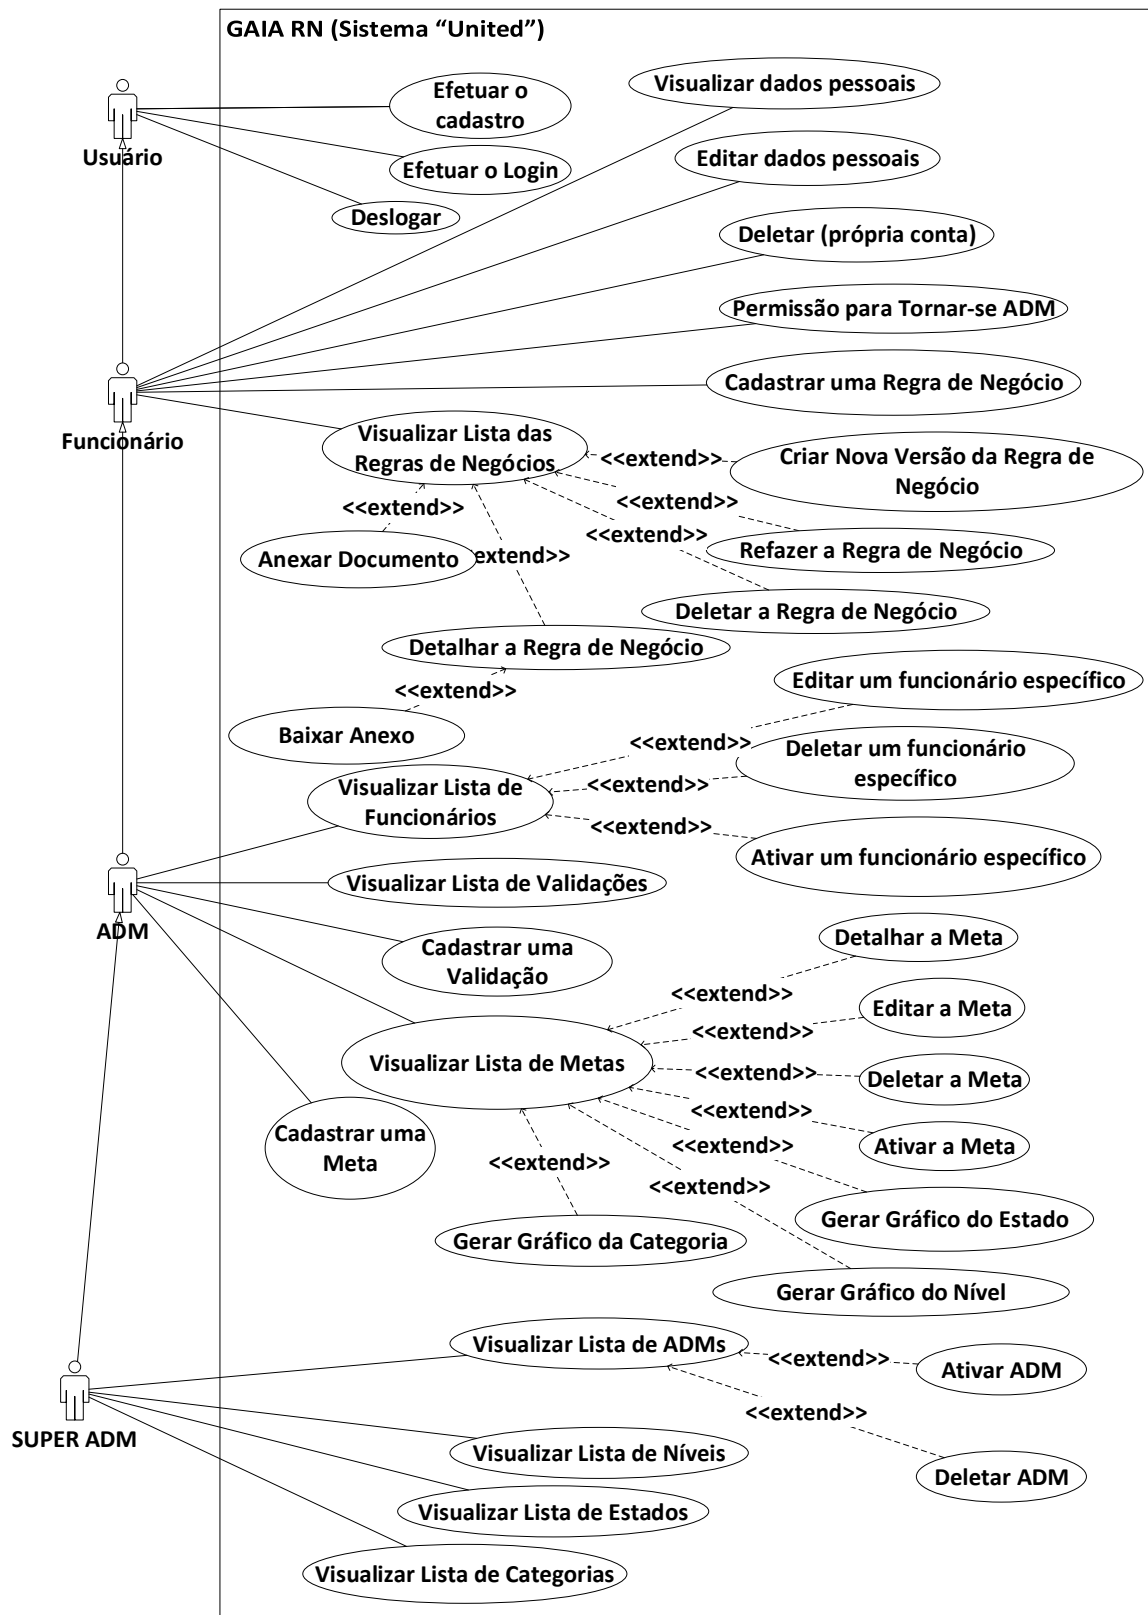 GAIA RN (Sistema “United”)
Usuário
Efetuar o
cadastro
Efetuar o Login
Deslogar
Visualizar dados pessoais
Editar dados pessoais
Deletar (própria conta)
Permissão para Tornar-se ADM
Cadastrar uma Regra de Negócio
Funcionário
Visualizar Lista das
Regras de Negócios
<<extend>>
Criar Nova Versão da Regra de
Negócio
<<extend>>
<<extend>>
Refazer a Regra de Negócio
<<extend>>
Anexar Documento
extend>>
Deletar a Regra de Negócio
Detalhar a Regra de Negócio
<<extend>>
Baixar Anexo
Editar um funcionário específico
<<extend>>
Deletar um funcionário
específico
<<extend>>
Visualizar Lista de
Funcionários
<<extend>>
Ativar um funcionário específico
ADM
Visualizar Lista de Validações
Cadastrar uma
Validação
Detalhar a Meta
<<extend>>
Editar a Meta
<<extend>>
Visualizar Lista de Metas
<<extend>>
Deletar a Meta
<<extend>>
Ativar a Meta
Cadastrar uma
Meta
<<extend>>
<<extend>>
<<extend>>
Gerar Gráfico do Estado
Gerar Gráfico da Categoria
Gerar Gráfico do Nível
SUPER ADM
Visualizar Lista de ADMs
<<extend>>
Ativar ADM
<<extend>>
Deletar ADM
Visualizar Lista de Níveis
Visualizar Lista de Estados
Visualizar Lista de Categorias